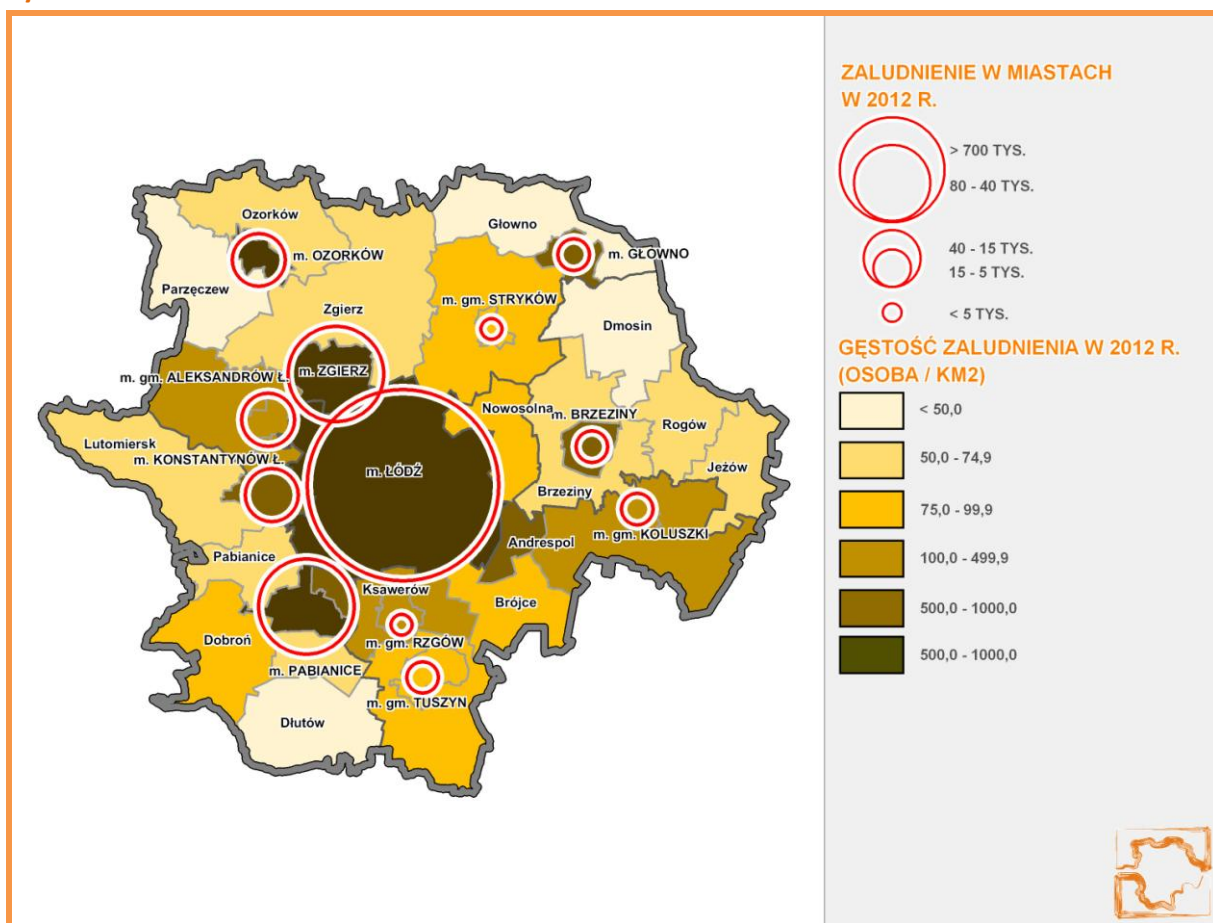 Ozorków
m. OZORKÓW
Parzęczew
Głowno
m. GŁOWNO
Zgierz
m. gm. STRYKÓW
Dmosin
m. ZGIERZ
m. gm. ALEKSANDRÓW Ł.
Nowosolna
m. BRZEZINY
Rogów
Lutomiersk
m. KONSTANTYNÓW Ł.
m. ŁÓDŹ
Jeżów
Brzeziny
m. gm. KOLUSZKI
Andrespol
Pabianice
Ksawerów
Brójce
Dobroń
m. gm. RZGÓW
m. PABIANICE
m. gm. TUSZYN
Dłutów
ZALUDNIENIE W MIASTACH
W 2012 R.
> 700 TYS.
80 - 40 TYS.
40 - 15 TYS.
15 - 5 TYS.
< 5 TYS.
GĘSTOŚĆ ZALUDNIENIA W 2012 R.
(OSOBA / KM2)
< 50,0
50,0 - 74,9
75,0 - 99,9
100,0 - 499,9
500,0 - 1000,0
500,0 - 1000,0